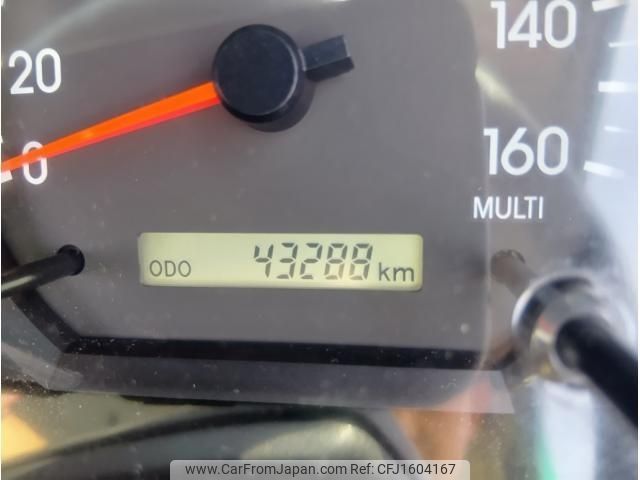 140
20
0
160
MULTI
ODO 43288 km
www.CarFromJapan.com Ref-CFJ1604167